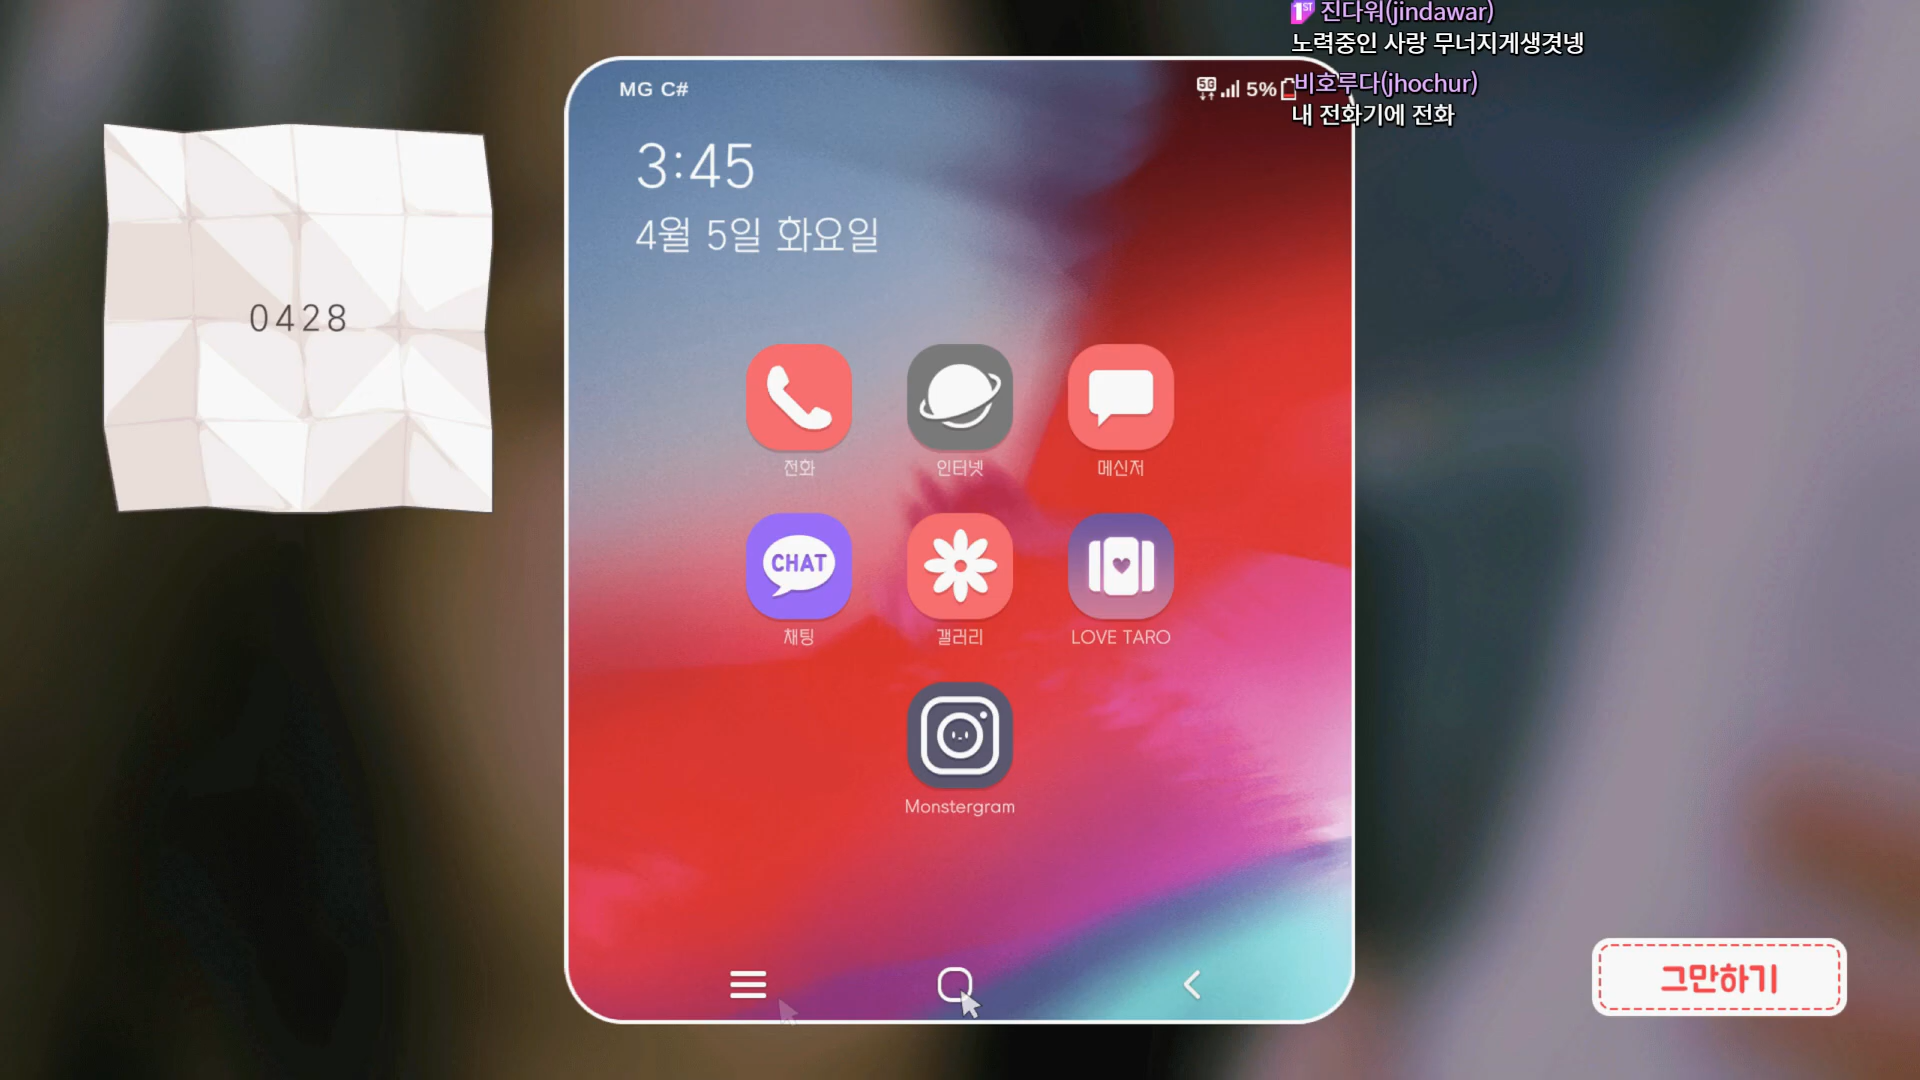 1ST 진다워(jindawar)
노력중인 사랑 무너지게생겻넹
비호루다(jhochur)
내 전화기에 전화
MG C#
5G 5%
3:45
4월 5일 화요일
0428
전화 인터넷 메신저
CHAT
채팅 갤러리 LOVE TARO
Monstergram
그만하기